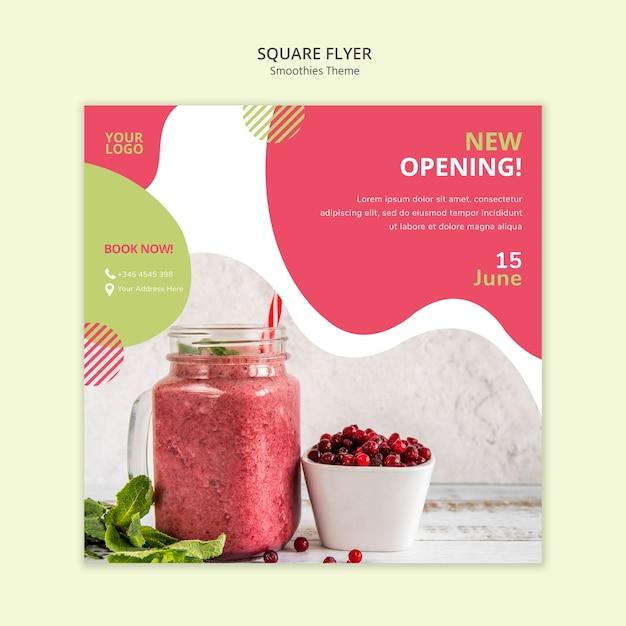 SQUARE FLYER
Smoothies Theme
YOUR
LOGO
NEW
OPENING!
Lorem ipsum dolor sit amet, consectetur
adipiscing elit, sed do eiusmod tempor incididunt
ut labore et dolore magna aliqua
15
June
BOOK NOW!
+345 4545 398
Your Address Here